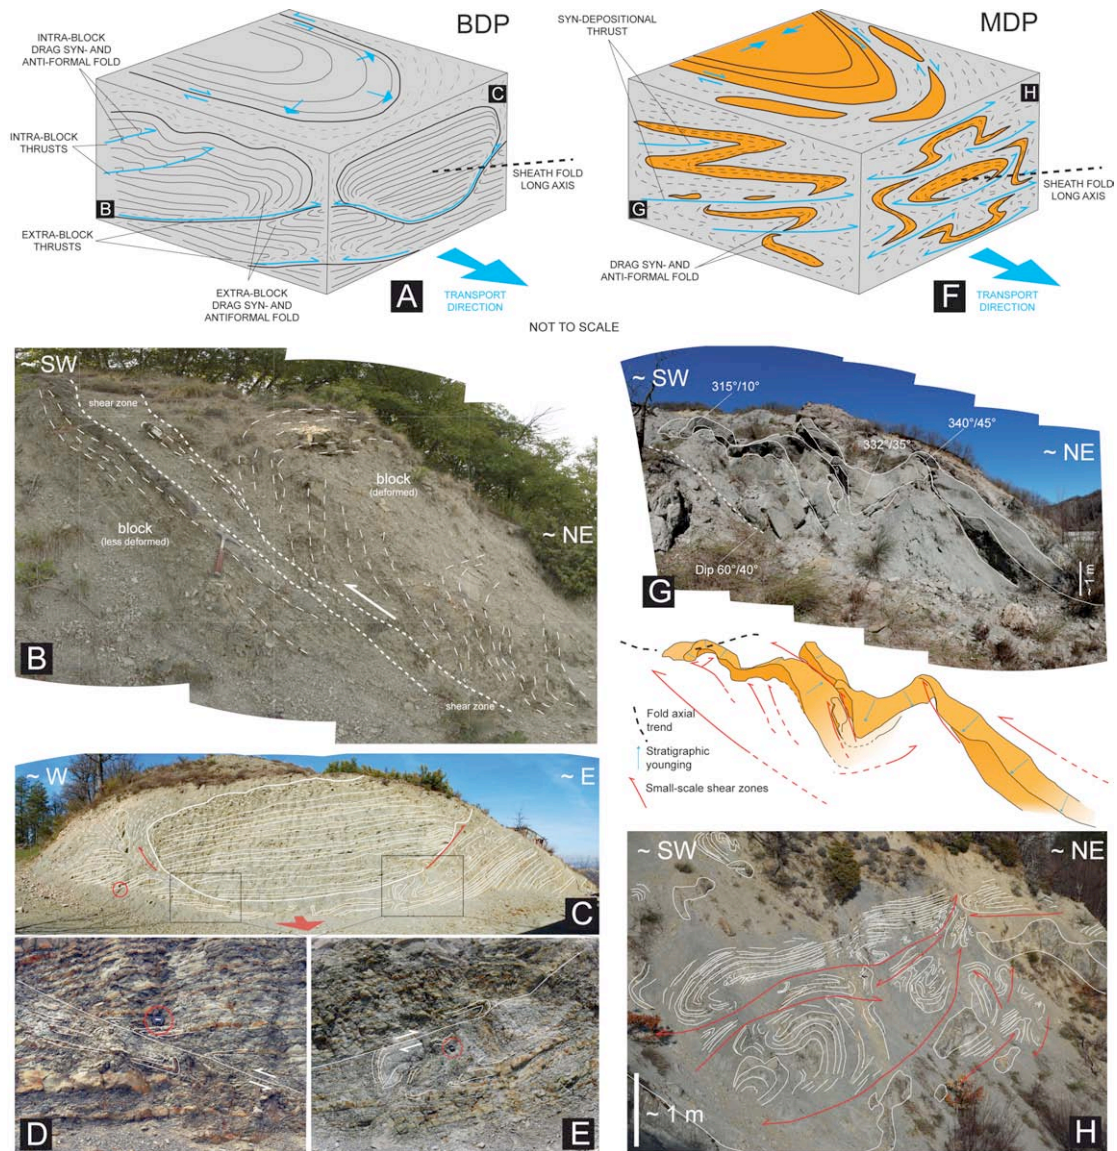 BDP
INTRA-BLOCK
DRAG SYN- AND
ANTI-FORMAL FOLD
INTRA-BLOCK
THRUSTS
EXTRA-BLOCK
THRUSTS
EXTRA-BLOCK
DRAG SYN- AND
ANTIFORMAL FOLD
SHEATH FOLD
LONG AXIS
TRANSPORT
DIRECTION
A
B
C
MDP
SYN-DEPOSITIONAL
THRUST
DRAG SYN- AND
ANTI-FORMAL FOLD
SHEATH FOLD
LONG AXIS
TRANSPORT
DIRECTION
F
G
H
NOT TO SCALE
~ SW
shear zone
block
(deformed)
block
(less deformed)
~ NE
shear zone
B
~ SW
315°/10°
340°/45°
332°/35°
~ NE
Dip 60°/40°
~1 m
G
Fold axial
trend
Stratigraphic
younging
Small-scale shear zones
~ W
~ E
C
D
E
~ SW
~ NE
~ 1 m
H